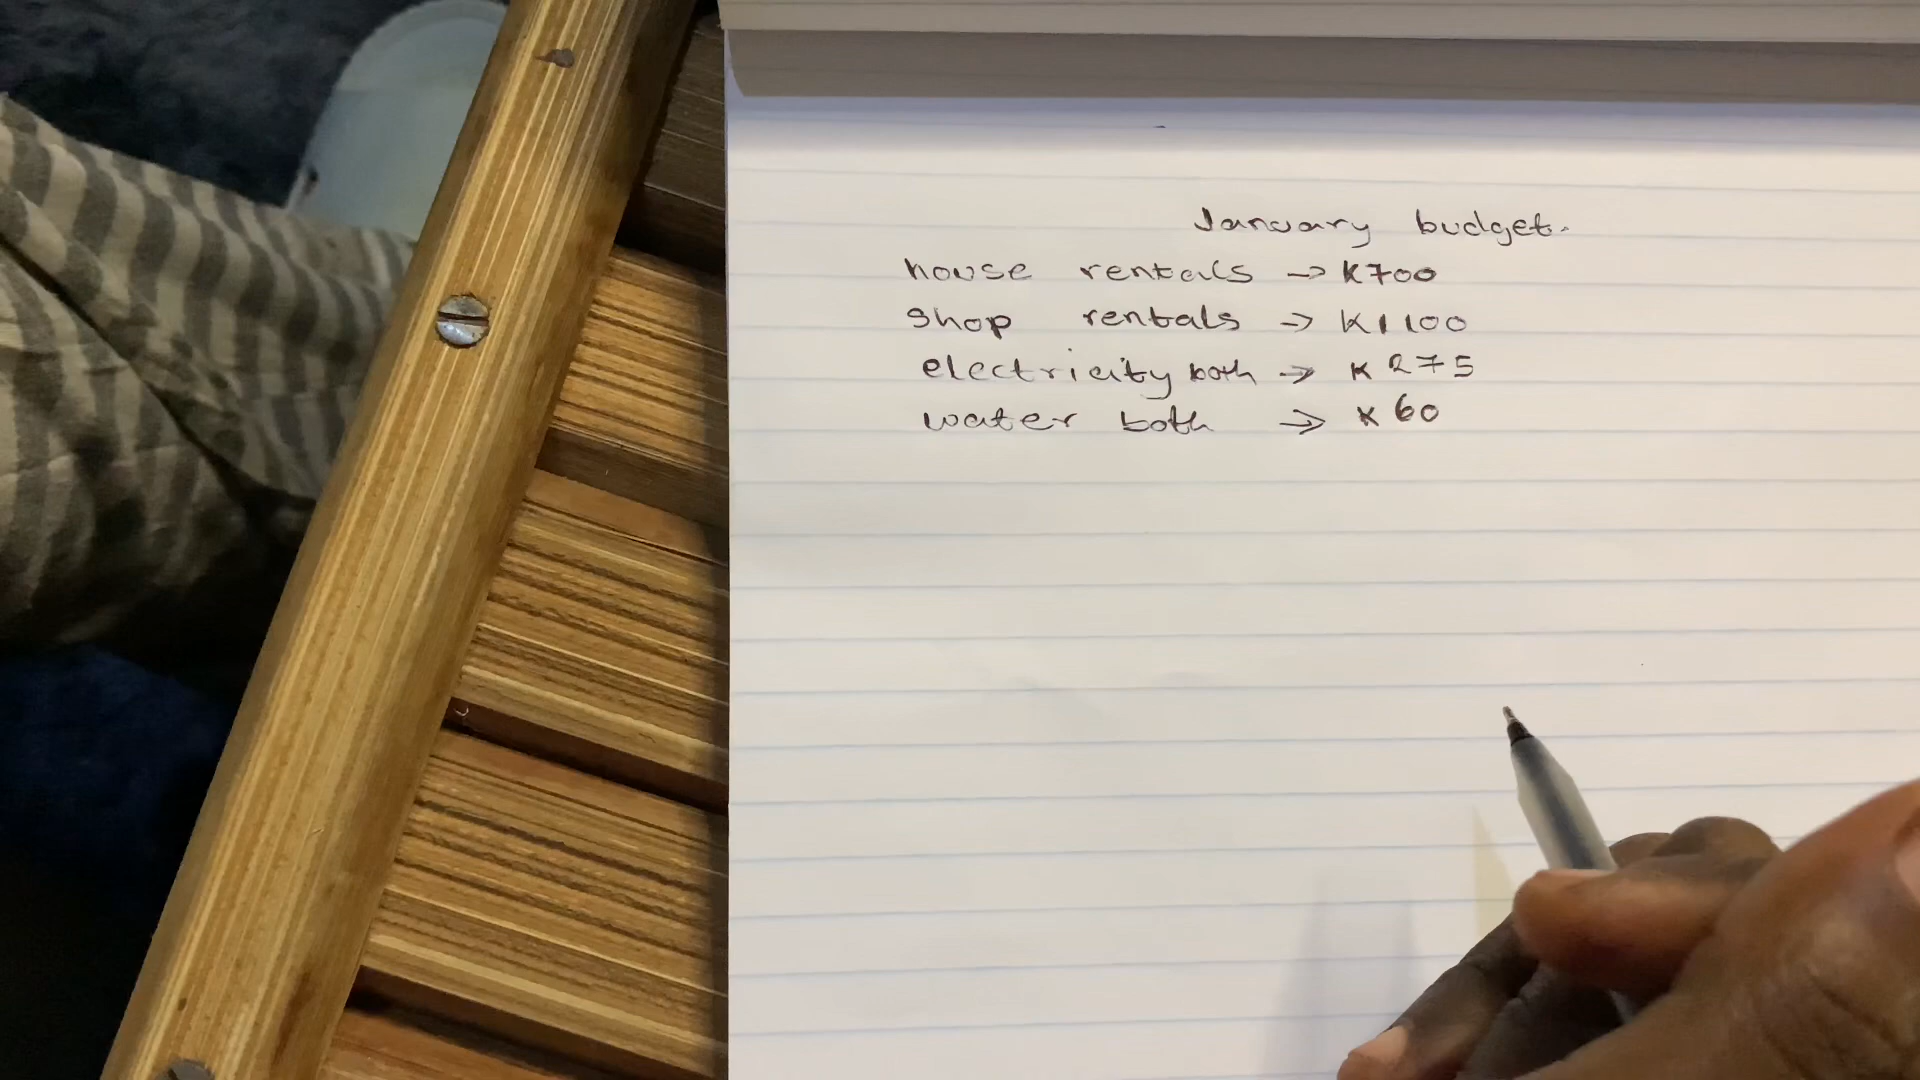 January budget.
house rentals → K700
shop rentals → K1100
electricity both → K275
water both → K60